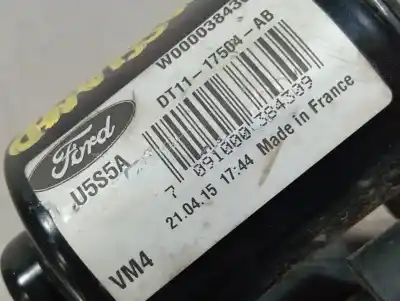 W000038430
DT11-17504-AB
Ford
U5S5A
7 091000 384309
21.04.15 17:44 Made in France
VM4